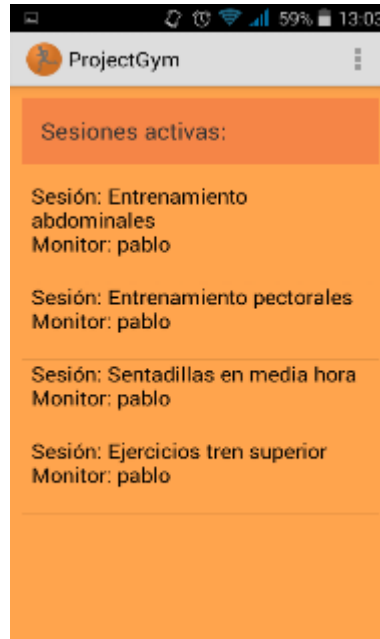 59% 13:03
ProjectGym
Sesiones activas:
Sesión: Entrenamiento
abdominales
Monitor: pablo
Sesión: Entrenamiento pectorales
Monitor: pablo
Sesión: Sentadillas en media hora
Monitor: pablo
Sesión: Ejercicios tren superior
Monitor: pablo